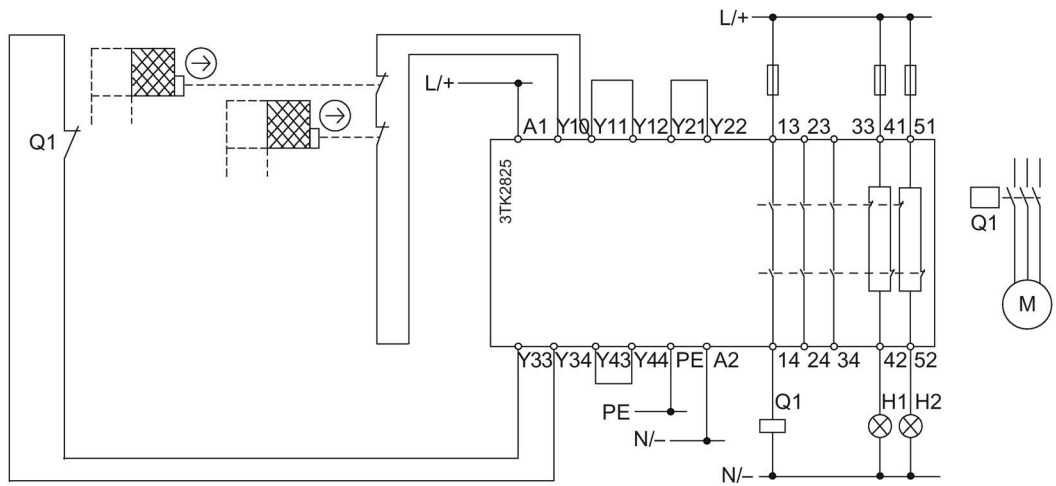 L/+
L/+
A1 Y10 Y11 Y12 Y21 Y22 13 23 33 41 51
Q1
3TK2825
Q1
M
Y33 Y34 Y43 Y44 PE A2 14 24 34 42 52
PE
Q1 H1 H2
N/–
N/–